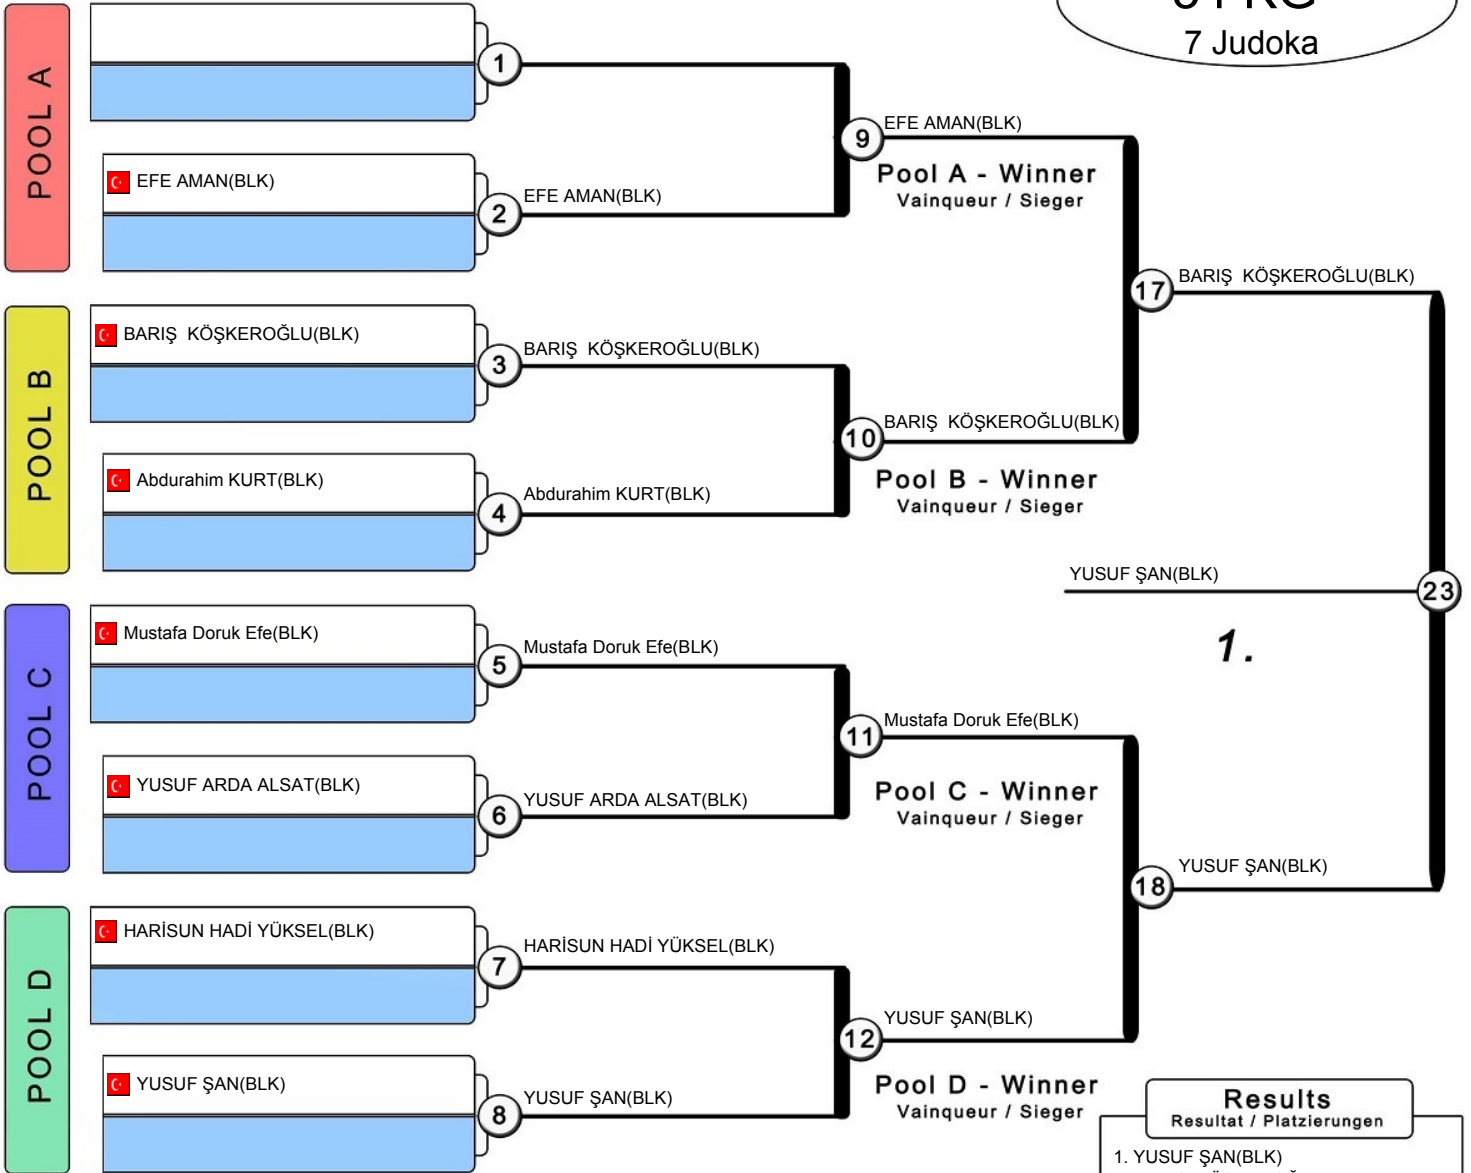 7 Judoka
POOL A
1
EFE AMAN(BLK)
2
EFE AMAN(BLK)
9
EFE AMAN(BLK)
Pool A - Winner
Vainqueur / Sieger
POOL B
BARIŞ KÖŞKEROĞLU(BLK)
3
BARIŞ KÖŞKEROĞLU(BLK)
Abdurahim KURT(BLK)
4
Abdurahim KURT(BLK)
10
BARIŞ KÖŞKEROĞLU(BLK)
Pool B - Winner
Vainqueur / Sieger
17
BARIŞ KÖŞKEROĞLU(BLK)
YUSUF ŞAN(BLK)
23
1.
POOL C
Mustafa Doruk Efe(BLK)
5
Mustafa Doruk Efe(BLK)
YUSUF ARDA ALSAT(BLK)
6
YUSUF ARDA ALSAT(BLK)
11
Mustafa Doruk Efe(BLK)
Pool C - Winner
Vainqueur / Sieger
18
YUSUF ŞAN(BLK)
POOL D
HARİSUN HADİ YÜKSEL(BLK)
7
HARİSUN HADİ YÜKSEL(BLK)
YUSUF ŞAN(BLK)
8
YUSUF ŞAN(BLK)
12
YUSUF ŞAN(BLK)
Pool D - Winner
Vainqueur / Sieger
Results
Resultat / Platzierungen
1. YUSUF ŞAN(BLK)